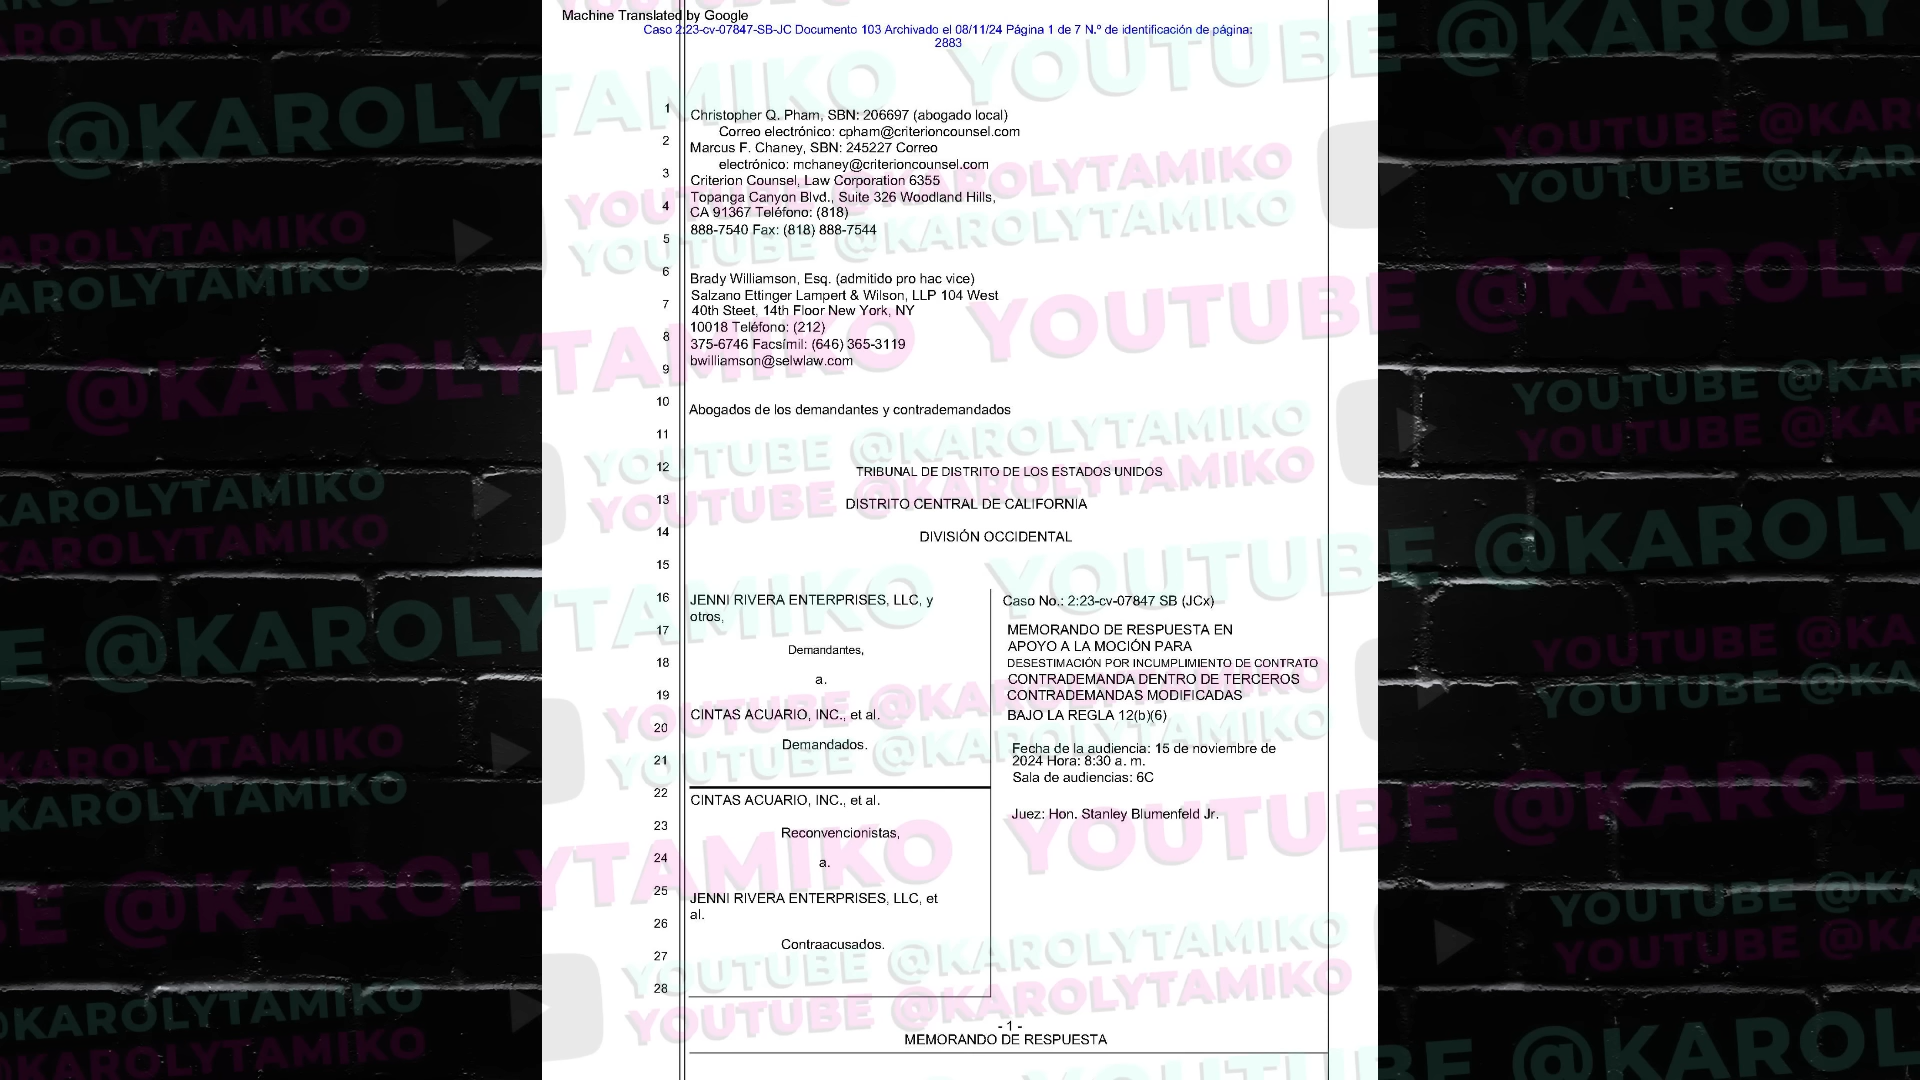 Machine Translated by Google
Caso 2:23-cv-07847-SB-JC Documento 103 Archivado el 08/11/24 Página 1 de 7 N.º de identificación de página:
2883
1
Christopher Q. Pham, SBN: 206697 (abogado local)
Correo electrónico: cpham@criterioncounsel.com
2
Marcus F. Chaney, SBN: 245227 Correo
electrónico: mchaney@criterioncounsel.com
3
Criterion Counsel, Law Corporation 6355
Topanga Canyon Blvd., Suite 326 Woodland Hills,
4
CA 91367 Teléfono: (818)
888-7540 Fax: (818) 888-7544
5
6
Brady Williamson, Esq. (admitido pro hac vice)
Salzano Ettinger Lampert & Wilson, LLP 104 West
7
40th Steet, 14th Floor New York, NY
10018 Teléfono: (212)
8
375-6746 Facsímil: (646) 365-3119
bwilliamson@selwlaw.com
9
10
Abogados de los demandantes y contrademandados
11
12
TRIBUNAL DE DISTRITO DE LOS ESTADOS UNIDOS
13
DISTRITO CENTRAL DE CALIFORNIA
14
DIVISIÓN OCCIDENTAL
15
16
JENNI RIVERA ENTERPRISES, LLC, y
otros,
17
Demandantes,
18
a.
19
CINTAS ACUARIO, INC., et al.
20
Demandados.
21
22
CINTAS ACUARIO, INC., et al.
23
Reconvencionistas,
24
a.
25
JENNI RIVERA ENTERPRISES, LLC, et
al.
26
Contraacusados.
27
28
Caso No.: 2:23-cv-07847 SB (JCx)
MEMORANDO DE RESPUESTA EN
APOYO A LA MOCIÓN PARA
DESESTIMACIÓN POR INCUMPLIMIENTO DE CONTRATO
CONTRADEMANDA DENTRO DE TERCEROS
CONTRADEMANDAS MODIFICADAS
BAJO LA REGLA 12(b)(6)
Fecha de la audiencia: 15 de noviembre de
2024 Hora: 8:30 a. m.
Sala de audiencias: 6C
Juez: Hon. Stanley Blumenfeld Jr.
- 1 -
MEMORANDO DE RESPUESTA
YOUTUBE @KAROLYTAMIKO